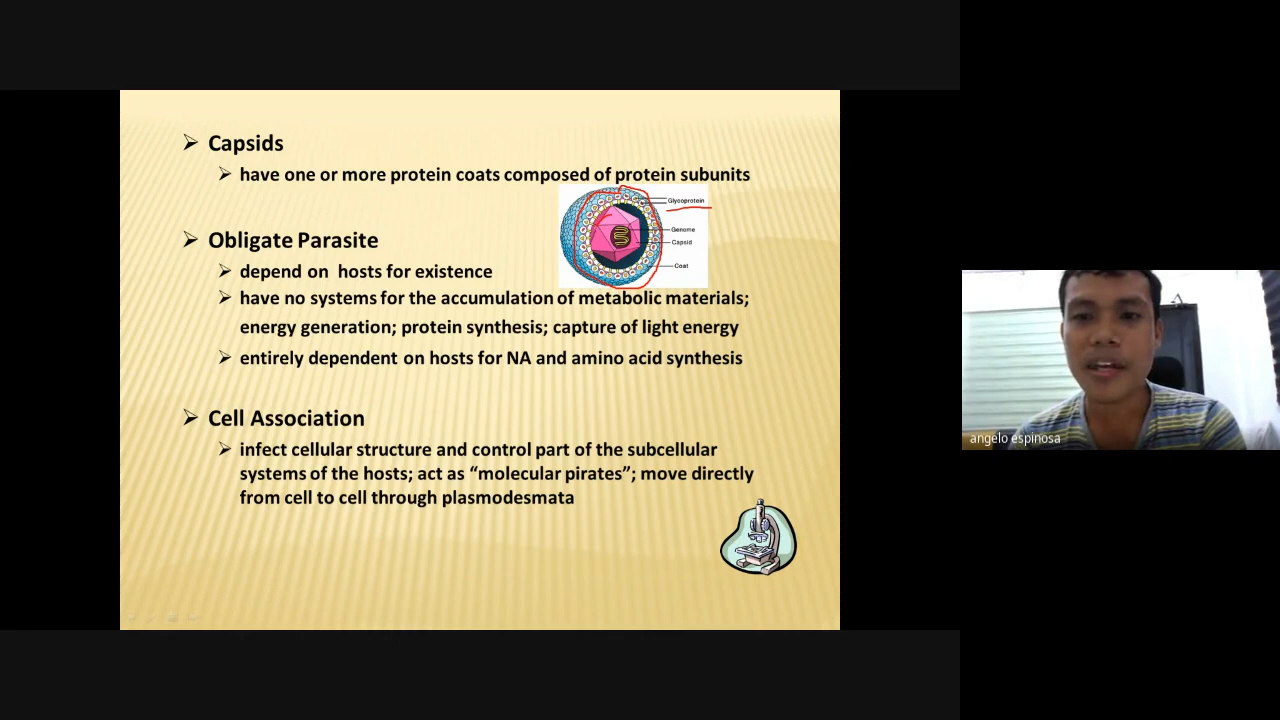 Capsids
have one or more protein coats composed of protein subunits
Glycoprotein
Genome
Capsid
Coat
Obligate Parasite
depend on hosts for existence
have no systems for the accumulation of metabolic materials;
energy generation; protein synthesis; capture of light energy
entirely dependent on hosts for NA and amino acid synthesis
Cell Association
infect cellular structure and control part of the subcellular
systems of the hosts; act as “molecular pirates”; move directly
from cell to cell through plasmodesmata
angelo espinosa